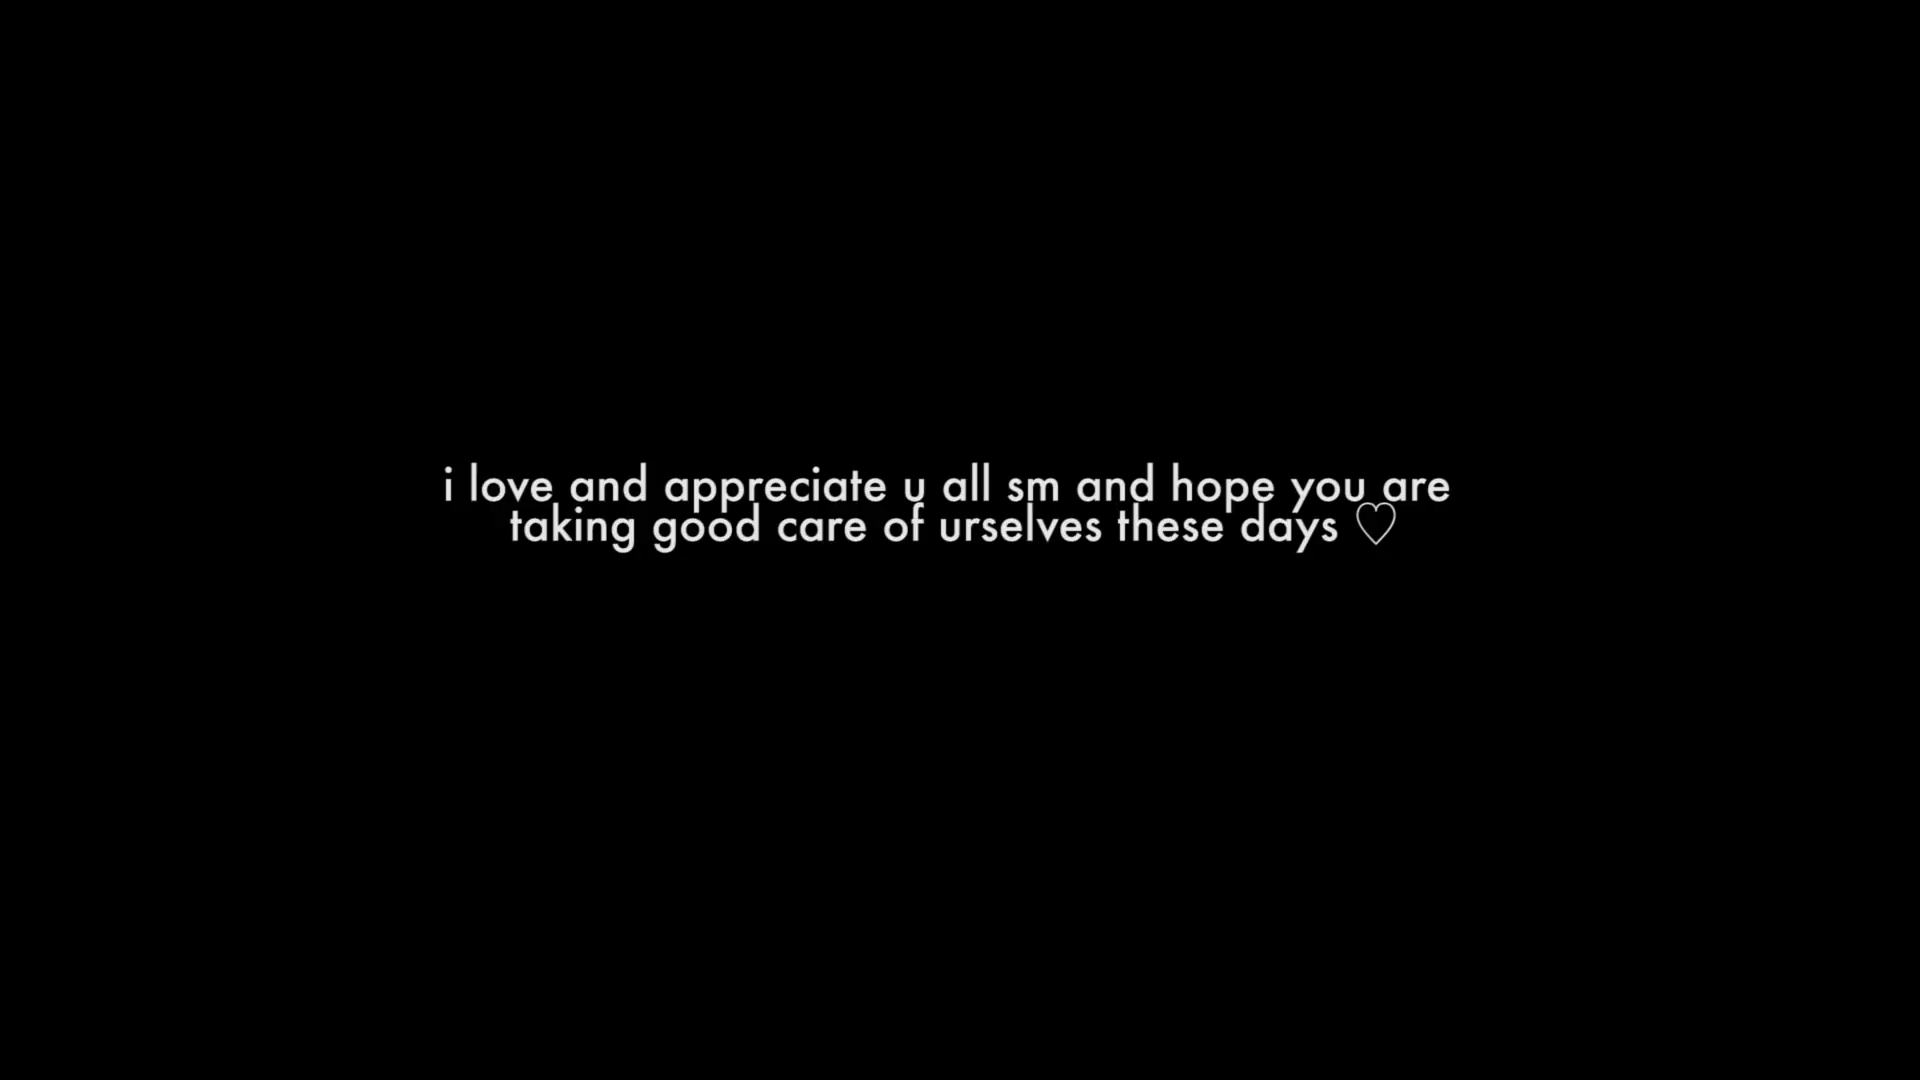 i love and appreciate u all sm and hope you are
taking good care of urselves these days ♡